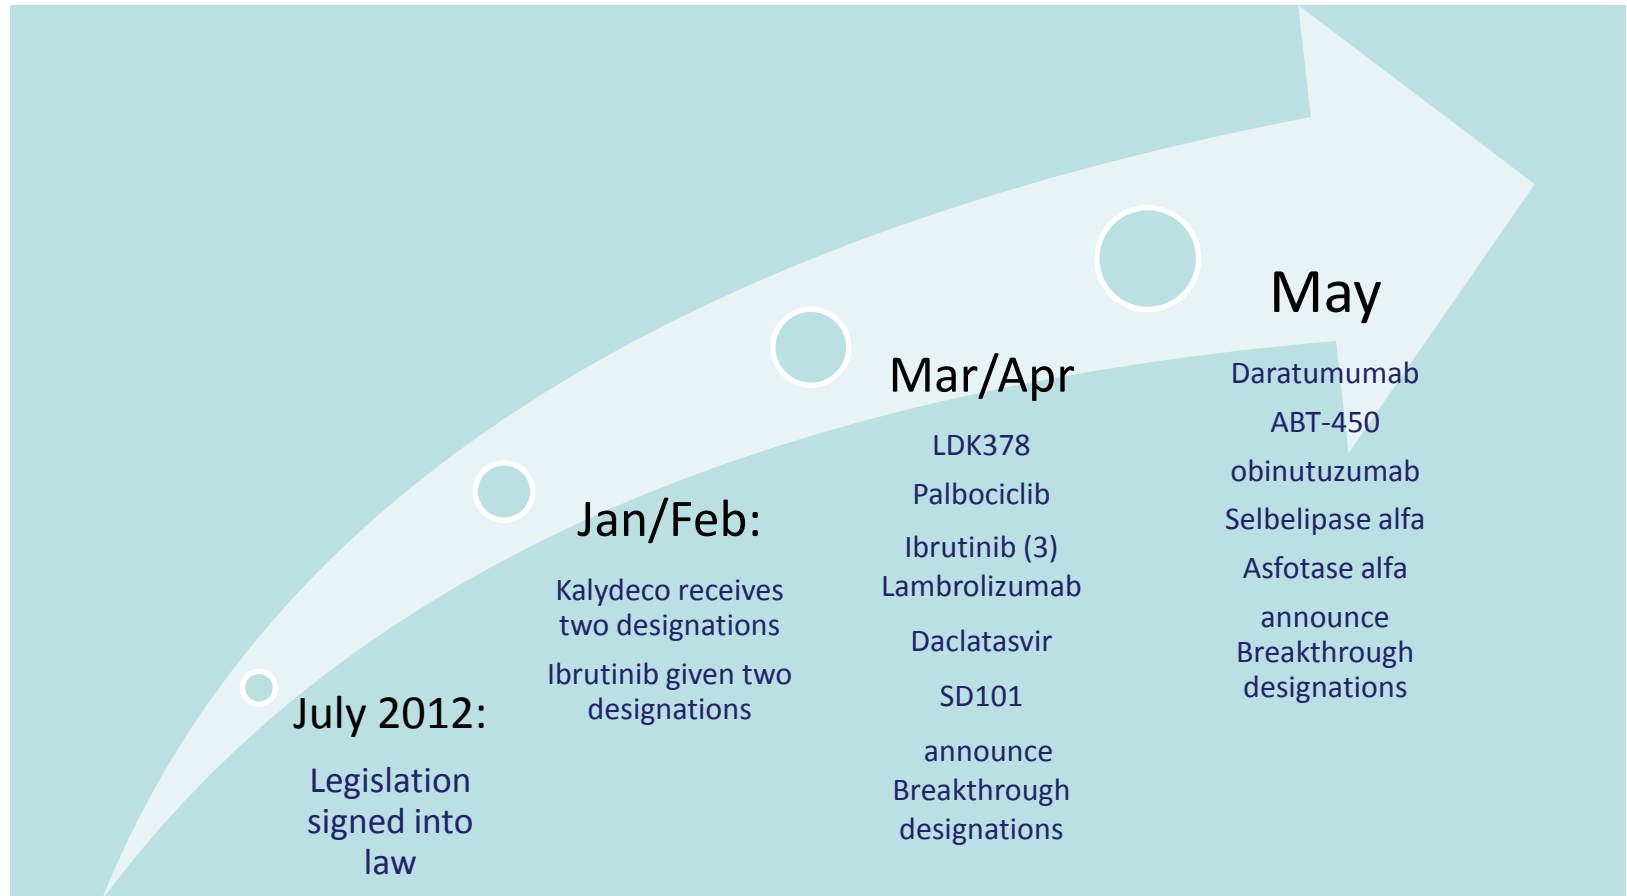 July 2012:
Legislation
signed into
law
Jan/Feb:
Kalydeco receives
two designations
Ibrutinib given two
designations
Mar/Apr
LDK378
Palbociclib
Ibrutinib (3)
Lambrolizumab
Daclatasvir
SD101
announce
Breakthrough
designations
May
Daratumumab
ABT-450
obinutuzumab
Selbelipase alfa
Asfotase alfa
announce
Breakthrough
designations